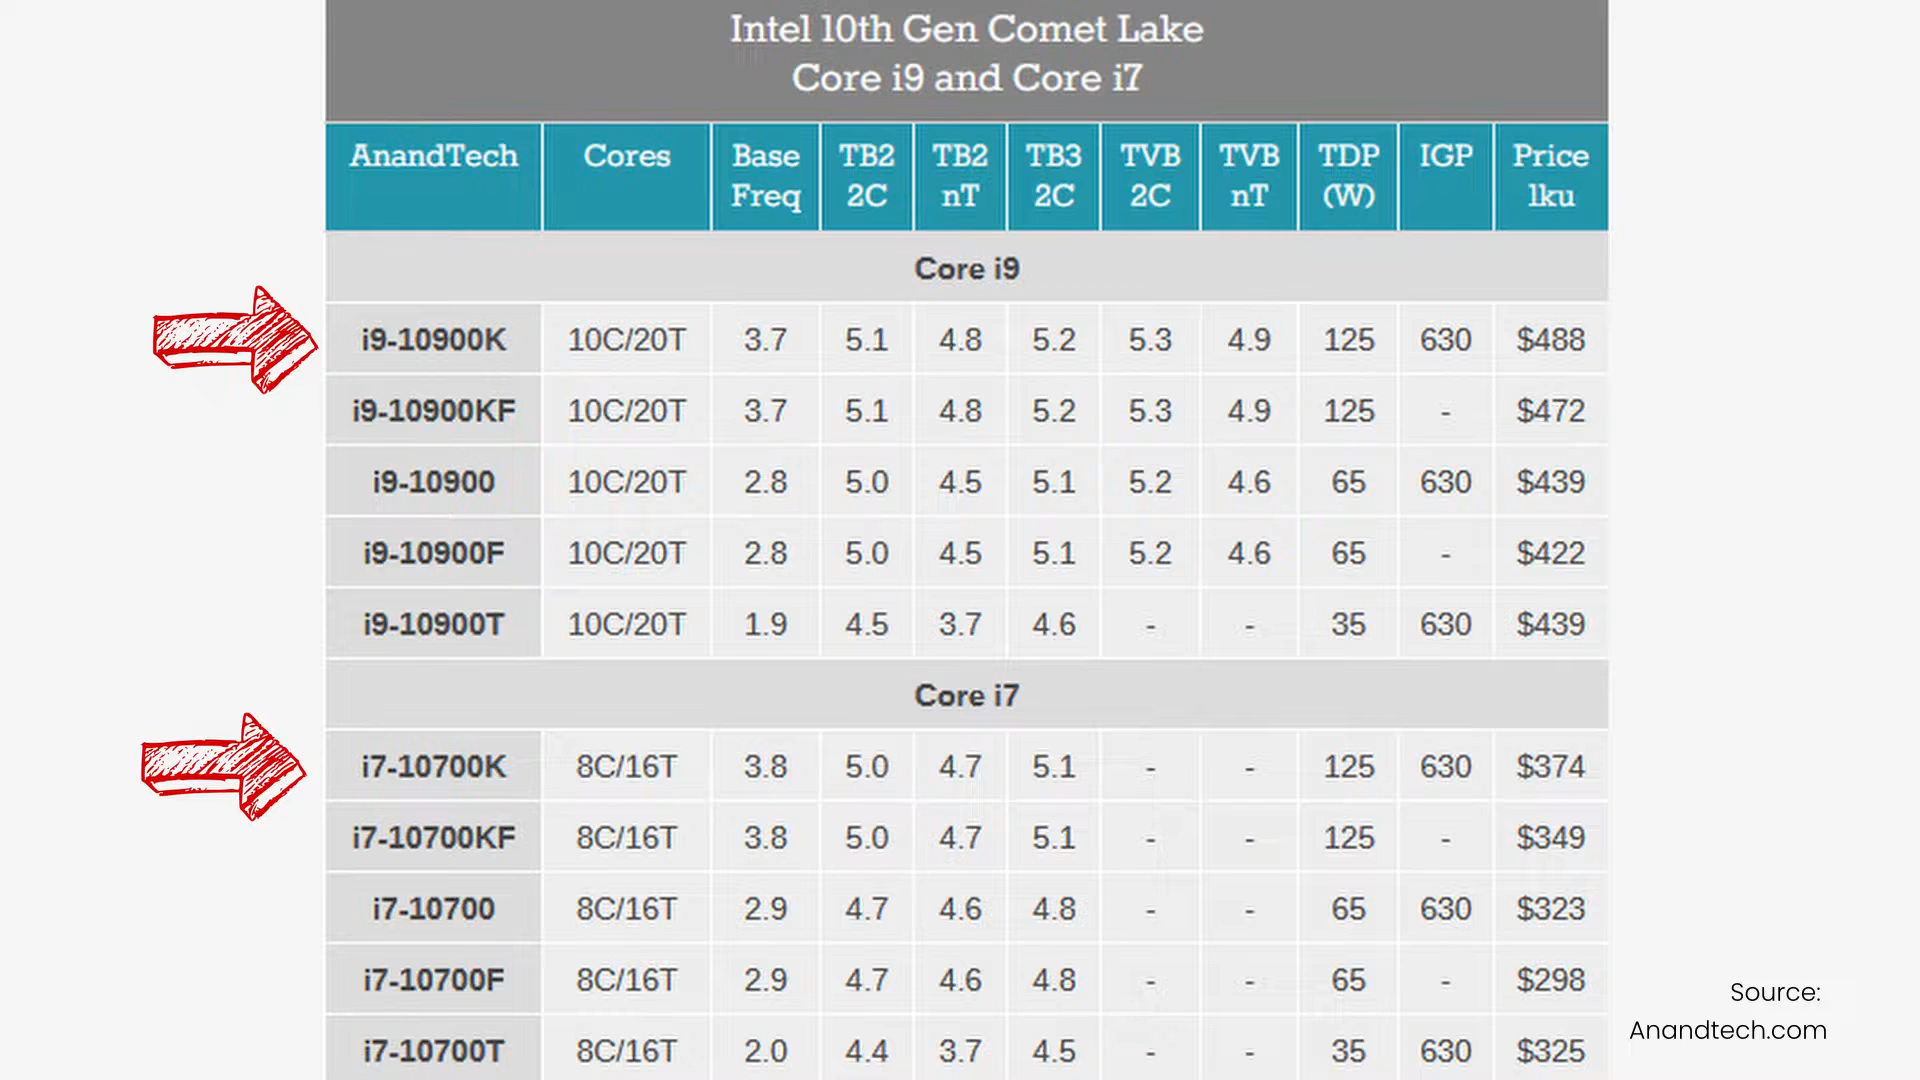 Intel 10th Gen Comet Lake
Core i9 and Core i7
AnandTech Cores Base Freq TB2 2C TB2 nT TB3 2C TVB 2C TVB nT TDP (W) IGP Price 1ku
Core i9
i9-10900K 10C/20T 3.7 5.1 4.8 5.2 5.3 4.9 125 630 $488
i9-10900KF 10C/20T 3.7 5.1 4.8 5.2 5.3 4.9 125 - $472
i9-10900 10C/20T 2.8 5.0 4.5 5.1 5.2 4.6 65 630 $439
i9-10900F 10C/20T 2.8 5.0 4.5 5.1 5.2 4.6 65 - $422
i9-10900T 10C/20T 1.9 4.5 3.7 4.6 - - 35 630 $439
Core i7
i7-10700K 8C/16T 3.8 5.0 4.7 5.1 - - 125 630 $374
i7-10700KF 8C/16T 3.8 5.0 4.7 5.1 - - 125 - $349
i7-10700 8C/16T 2.9 4.7 4.6 4.8 - - 65 630 $323
i7-10700F 8C/16T 2.9 4.7 4.6 4.8 - - 65 - $298
i7-10700T 8C/16T 2.0 4.4 3.7 4.5 - - 35 630 $325
Source:
Anandtech.com